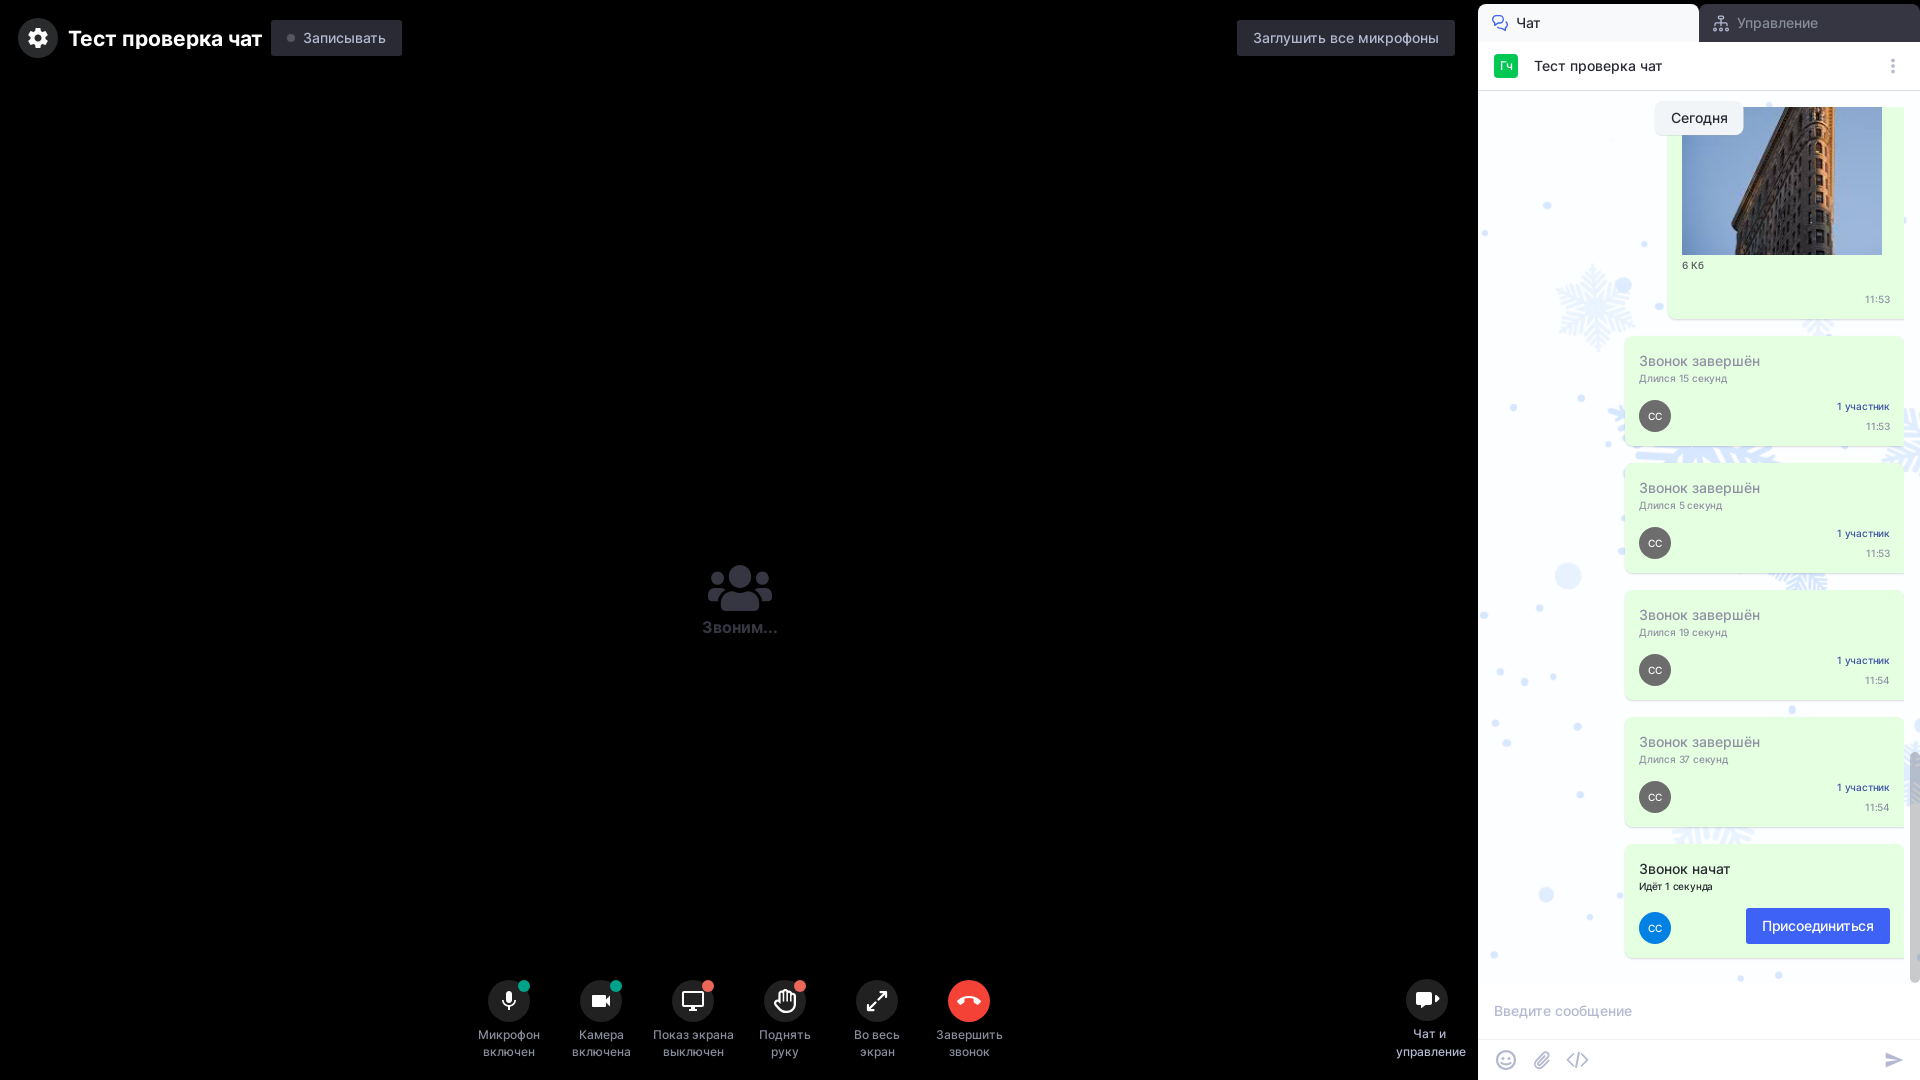 Тест проверка чат
Записывать
Заглушить все микрофоны
Звоним...
Микрофон включен
Камера включена
Показ экрана выключен
Поднять руку
Во весь экран
Завершить звонок
Чат и управление
Чат
Управление
Гч
Тест проверка чат
Сегодня
6 Кб
11:53
Звонок завершён
Длился 15 секунд
СС
1 участник
11:53
Звонок завершён
Длился 5 секунд
СС
1 участник
11:53
Звонок завершён
Длился 19 секунд
СС
1 участник
11:54
Звонок завершён
Длился 37 секунд
СС
1 участник
11:54
Звонок начат
Идёт 1 секунда
СС
Присоединиться
Введите сообщение